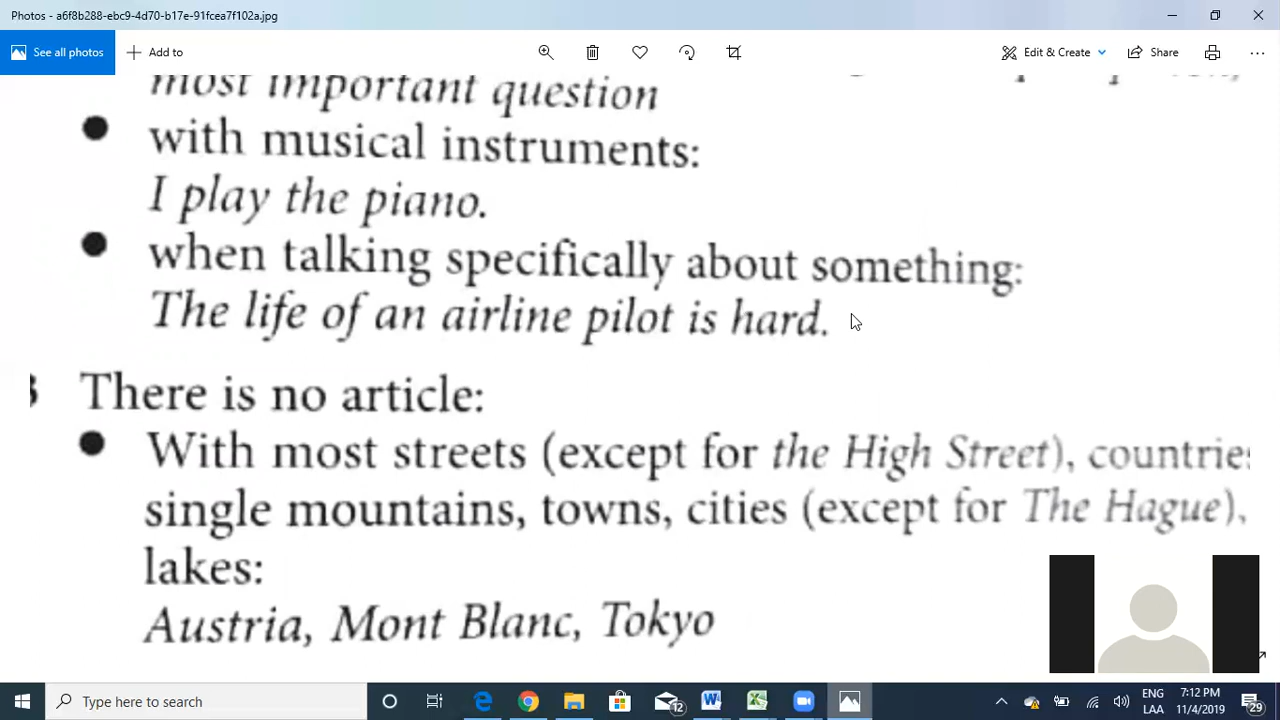 Photos - a6f8b288-ebc9-4d70-b17e-91fcea7f102a.jpg
See all photos
Add to
Edit & Create
Share
most important question
with musical instruments:
I play the piano.
when talking specifically about something:
The life of an airline pilot is hard.
There is no article:
With most streets (except for the High Street), countries
single mountains, towns, cities (except for The Hague),
lakes:
Austria, Mont Blanc, Tokyo
Type here to search
12
ENG
LAA
7:12 PM
11/4/2019
29